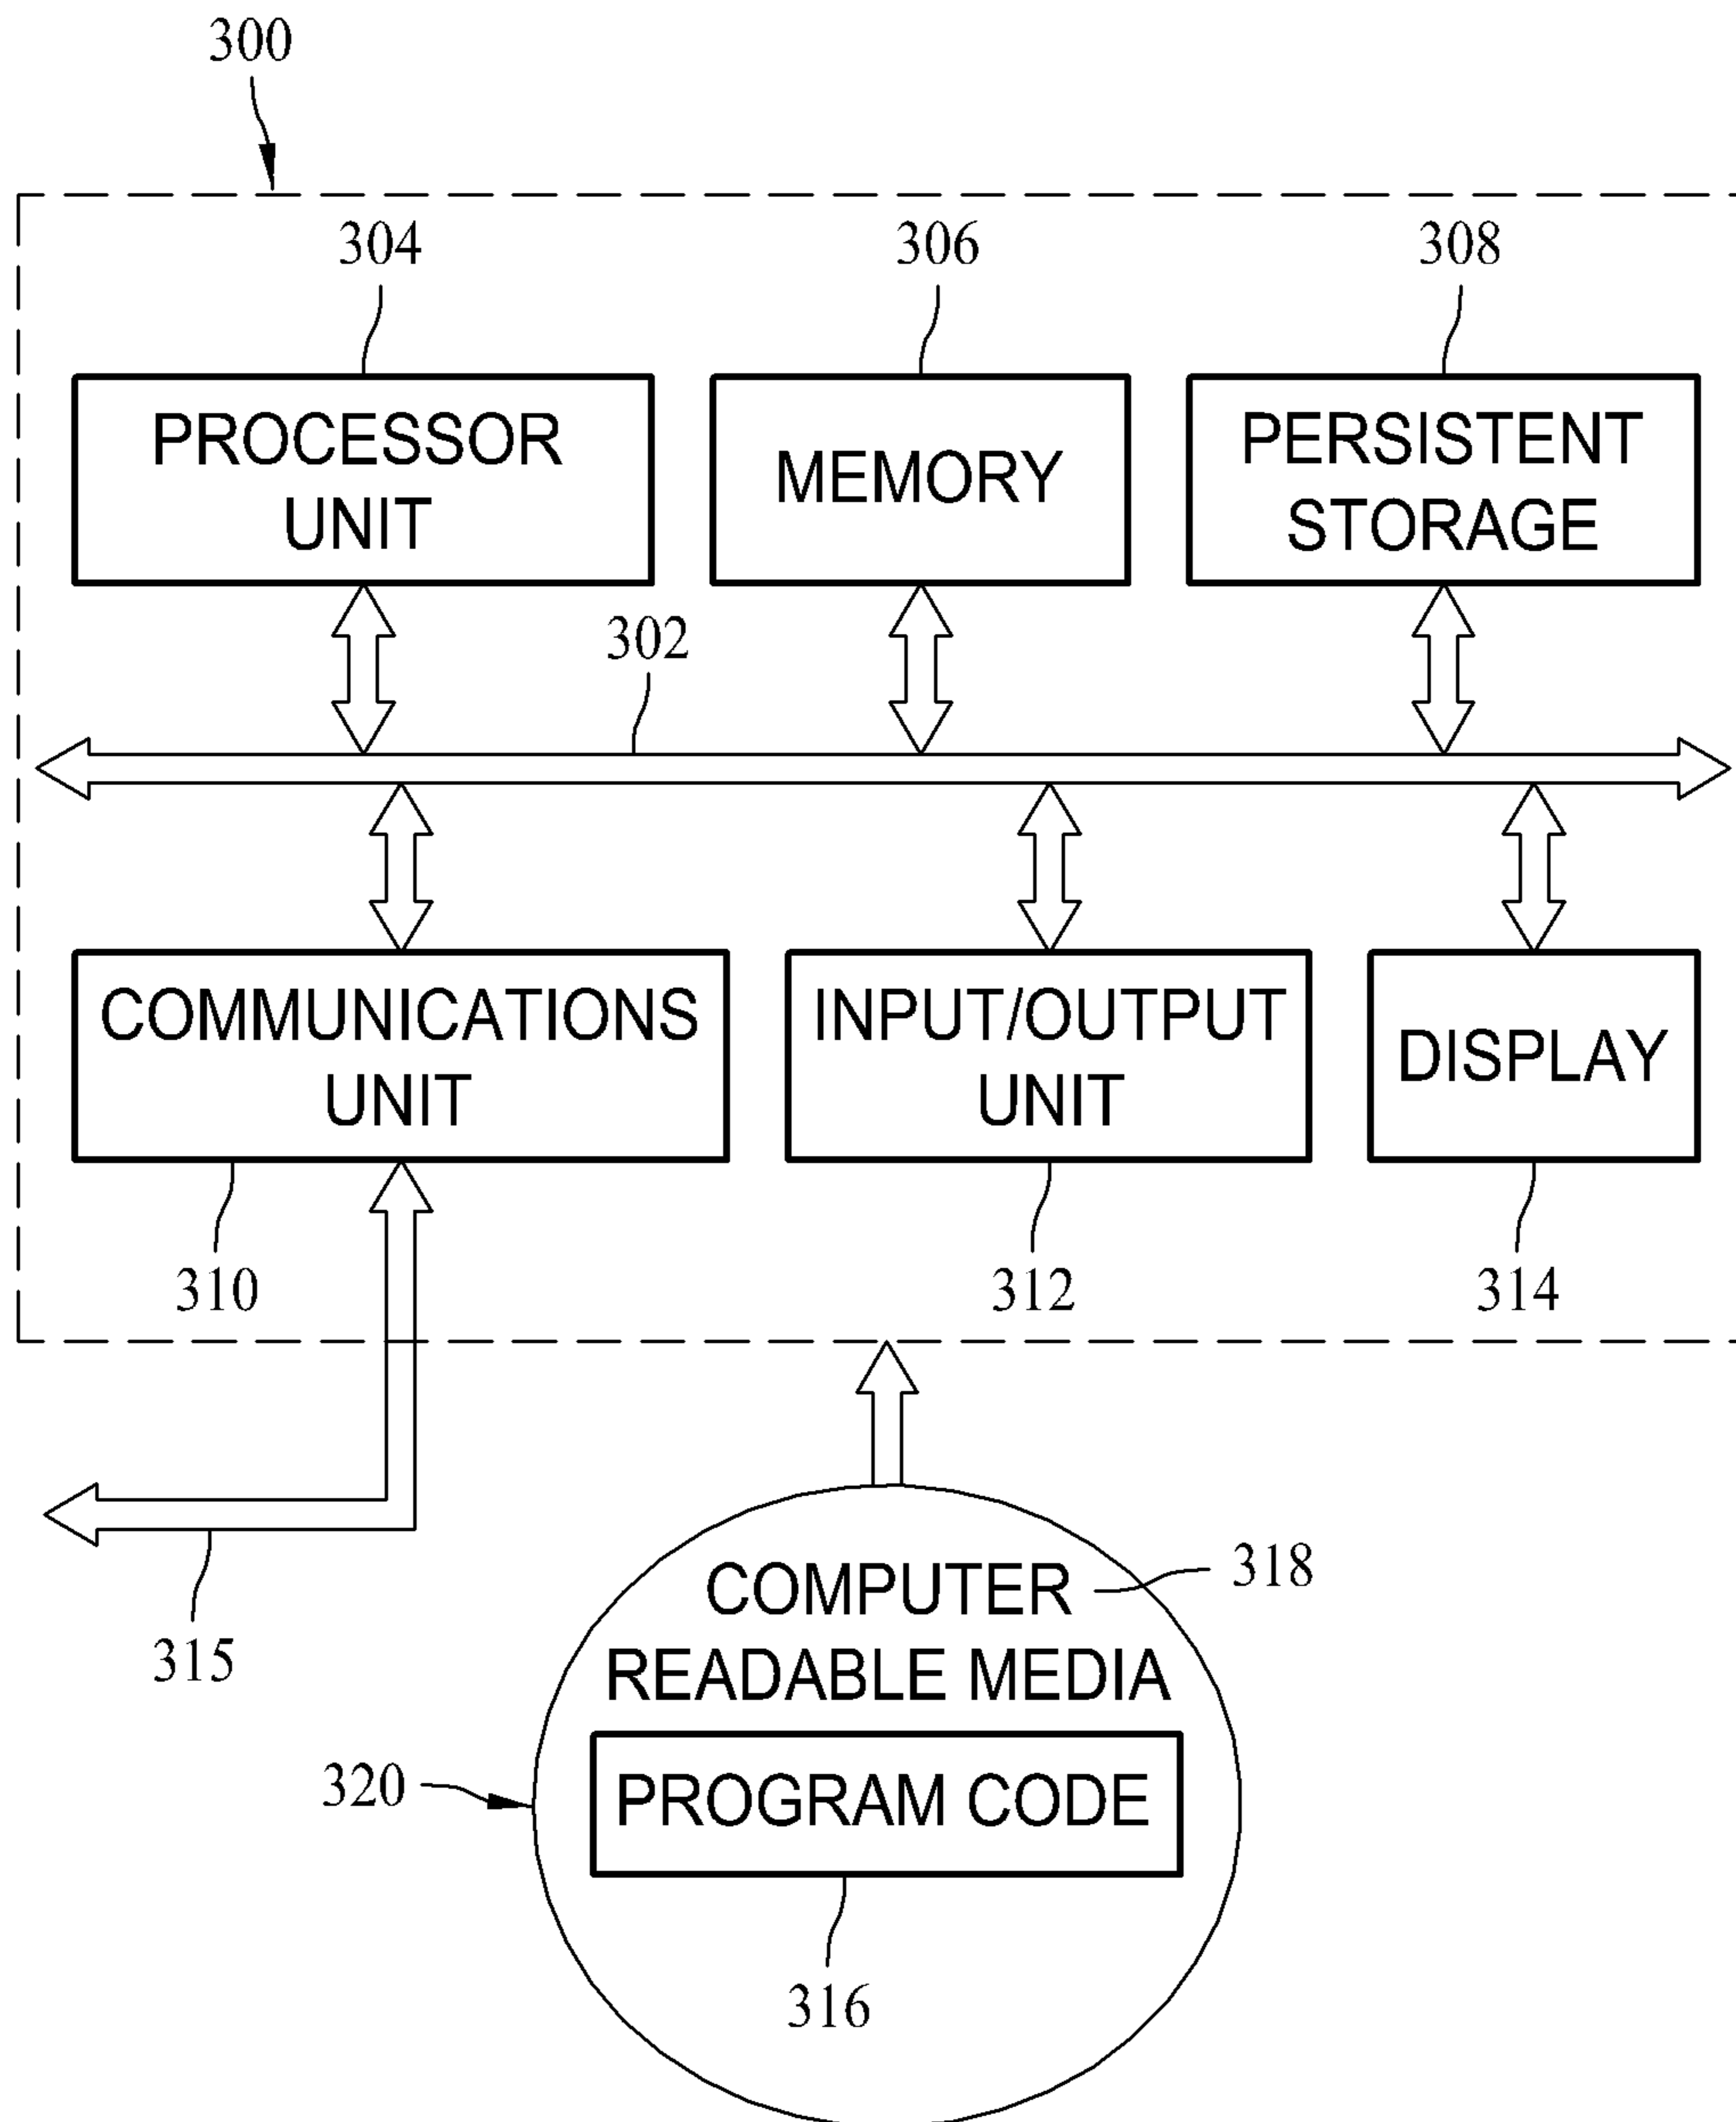 300
304
306
308
PROCESSOR
UNIT
MEMORY
PERSISTENT
STORAGE
302
COMMUNICATIONS
UNIT
INPUT/OUTPUT
UNIT
DISPLAY
310
312
314
315
COMPUTER
READABLE MEDIA
318
320
PROGRAM CODE
316